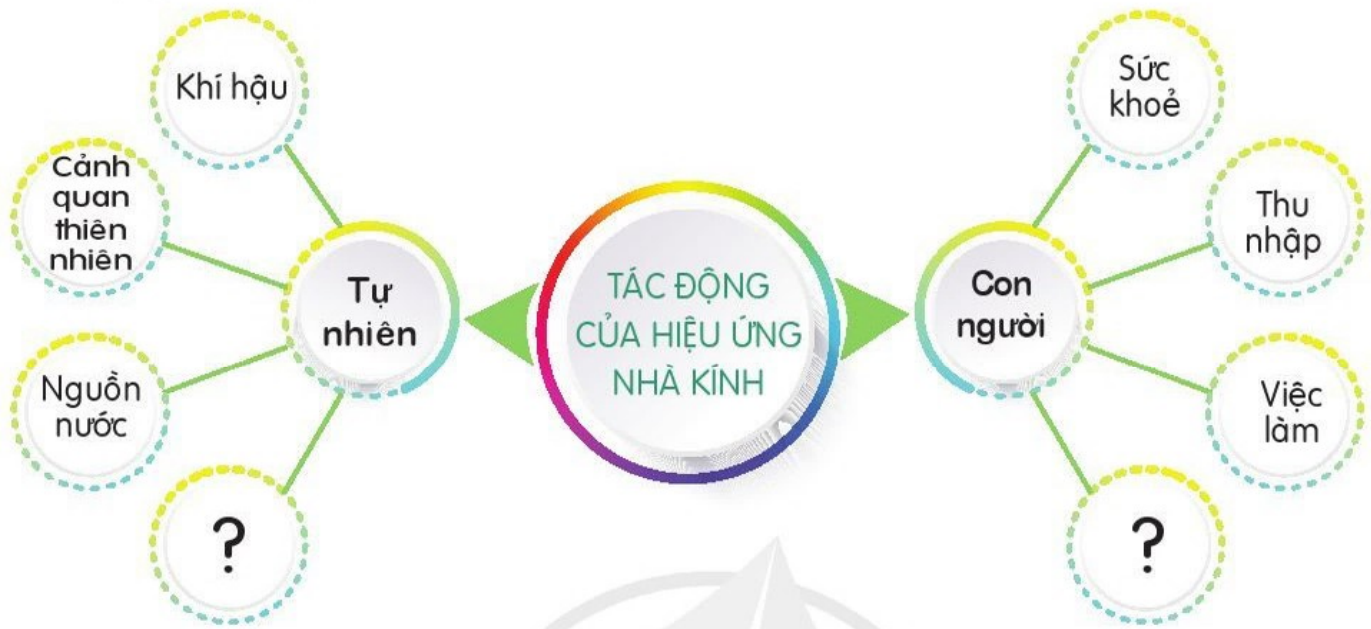 Khí hậu
Cảnh
quan
thiên
nhiên
Nguồn
nước
?
Tự
nhiên
TÁC ĐỘNG
CỦA HIỆU ỨNG
NHÀ KÍNH
Con
người
Sức
khoẻ
Thu
nhập
Việc
làm
?